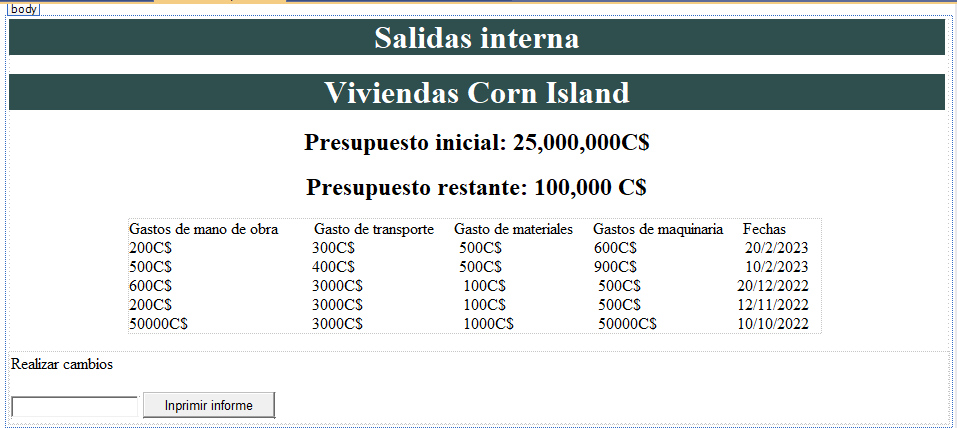 body
Salidas interna
Viviendas Corn Island
Presupuesto inicial: 25,000,000C$
Presupuesto restante: 100,000 C$
Gastos de mano de obra Gasto de transporte Gasto de materiales Gastos de maquinaria Fechas
200C$ 300C$ 500C$ 600C$ 20/2/2023
500C$ 400C$ 500C$ 900C$ 10/2/2023
600C$ 3000C$ 100C$ 500C$ 20/12/2022
200C$ 3000C$ 100C$ 500C$ 12/11/2022
50000C$ 3000C$ 1000C$ 50000C$ 10/10/2022
Realizar cambios
Inprimir informe